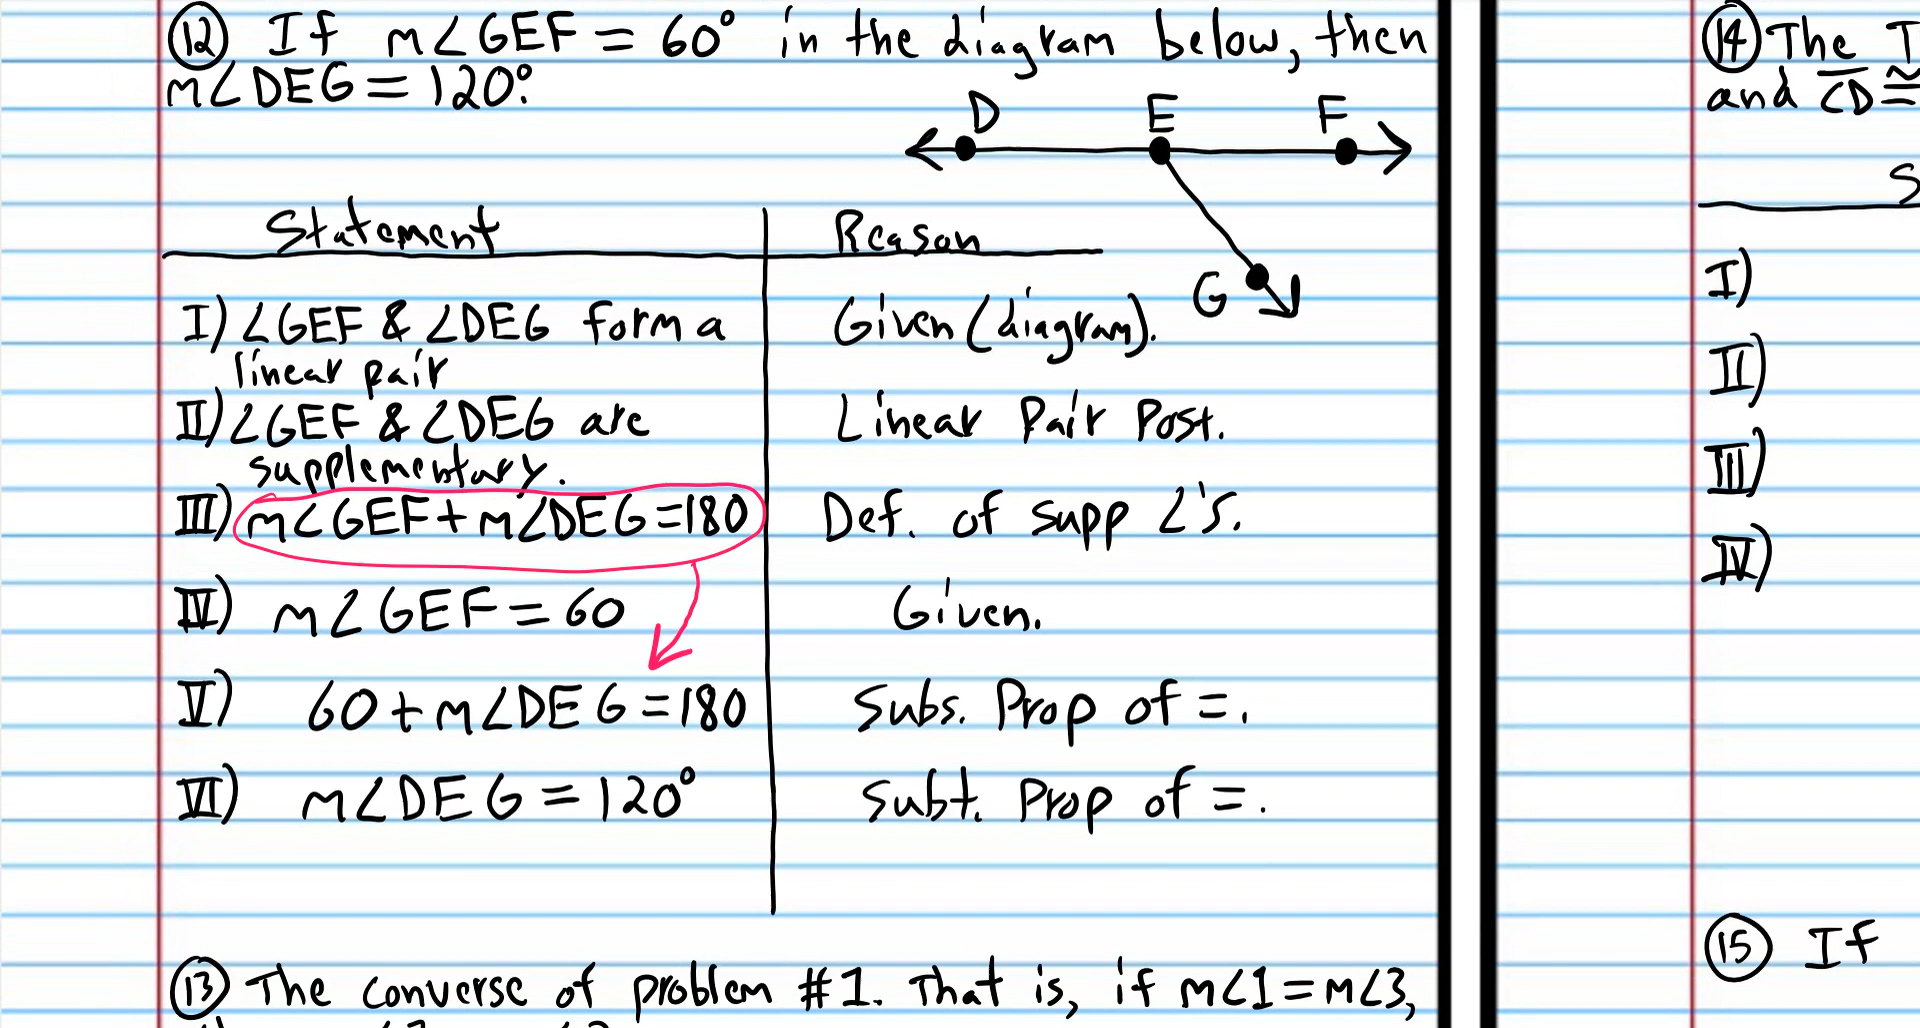 ⑫ If m∠GEF = 60° in the diagram below, then
m∠DEG = 120°.
D E F
G
Statement Reason
I) ∠GEF & ∠DEG form a Given (diagram).
linear pair
II) ∠GEF & ∠DEG are Linear Pair Post.
supplementary.
III) m∠GEF + m∠DEG = 180 Def. of supp ∠'s.
IV) m∠GEF = 60 Given.
V) 60 + m∠DEG = 180 Subs. Prop of =.
VI) m∠DEG = 120° Subt. Prop of =.
⑬ The converse of problem #1. That is, if m∠1 = m∠3,
⑭ The T
and CD ≅
S
I)
II)
III)
IV)
⑮ If